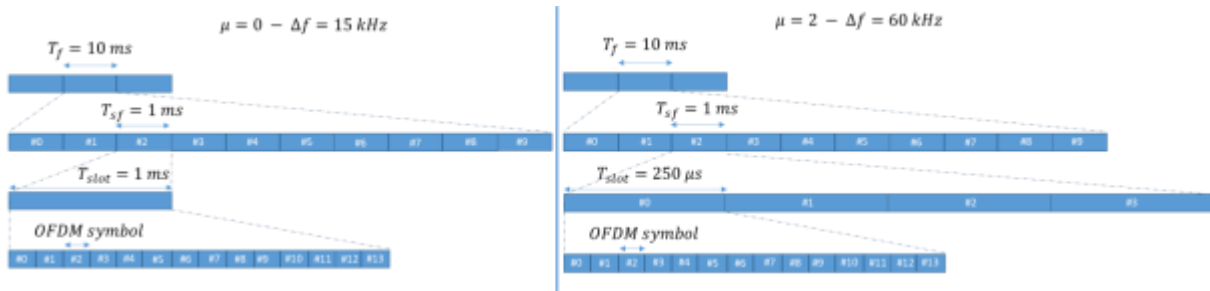 μ = 0 − Δf = 15 kHz
T_f = 10 ms
T_sf = 1 ms
#0 #1 #2 #3 #4 #5 #6 #7 #8 #9
T_slot = 1 ms
OFDM symbol
#0 #1 #2 #3 #4 #5 #6 #7 #8 #9 #10 #11 #12 #13
μ = 2 − Δf = 60 kHz
T_f = 10 ms
T_sf = 1 ms
#0 #1 #2 #3 #4 #5 #6 #7 #8 #9
T_slot = 250 μs
#0 #1 #2 #3
OFDM symbol
#0 #1 #2 #3 #4 #5 #6 #7 #8 #9 #10 #11 #12 #13